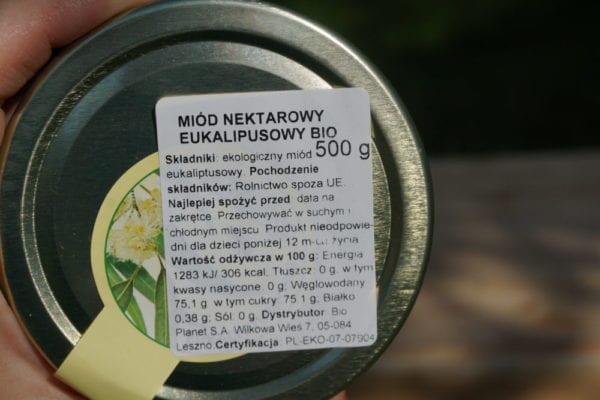 MIÓD NEKTAROWY
EUKALIPUSOWY BIO
Składniki: ekologiczny miód 500 g
eukaliptusowy. Pochodzenie
składników: Rolnictwo spoza UE.
Najlepiej spożyć przed: data na
zakrętce. Przechowywać w suchym i
chłodnym miejscu. Produkt nieodpowie-
dni dla dzieci poniżej 12 m-cu życia
Wartość odżywcza w 100 g: Energia
1283 kJ/ 306 kcal, Tłuszcz: 0 g, w tym
kwasy nasycone: 0 g; Węglowodany
75,1 g w tym cukry: 75,1 g; Białko
0,38 g; Sól: 0 g. Dystrybutor: Bio
Planet S.A. Wilkowa Wieś 7, 05-084
Leszno.Certyfikacja: PL-EKO-07-07904